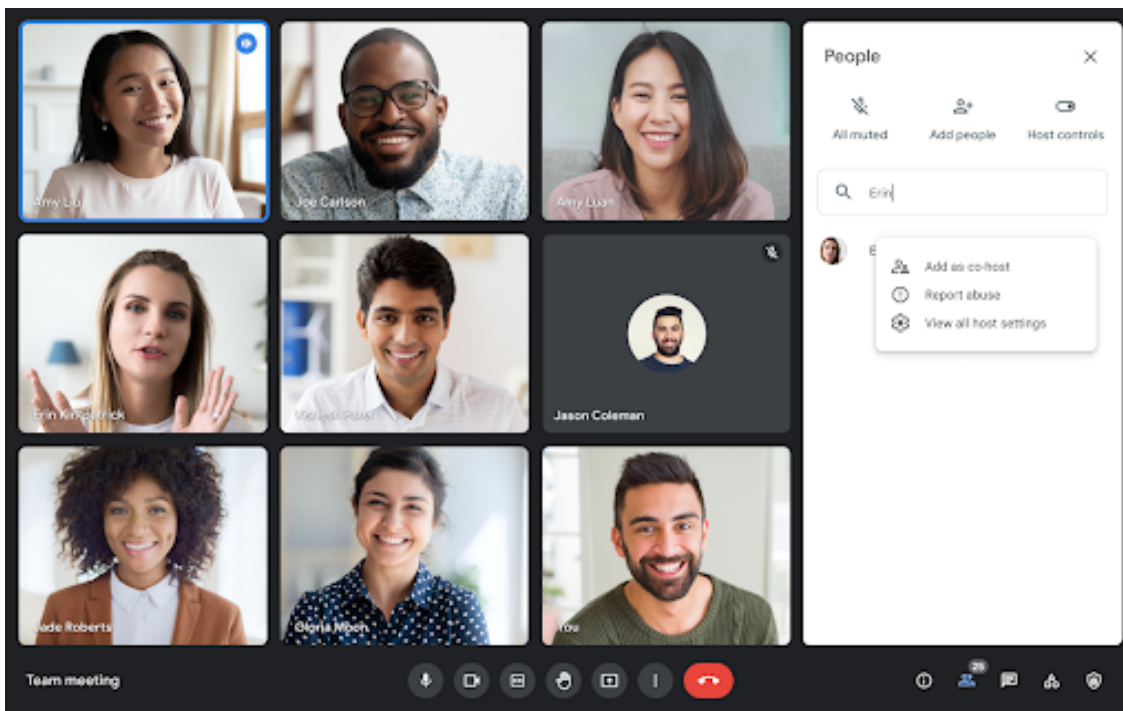 Amy Liu
Joe Carlson
Amy Luan
Erin Kirkpatrick
Jason Coleman
Jade Roberts
Gloria Moon
You
Team meeting
People
All muted
Add people
Host controls
Erin
E
Add as co-host
Report abuse
View all host settings
25